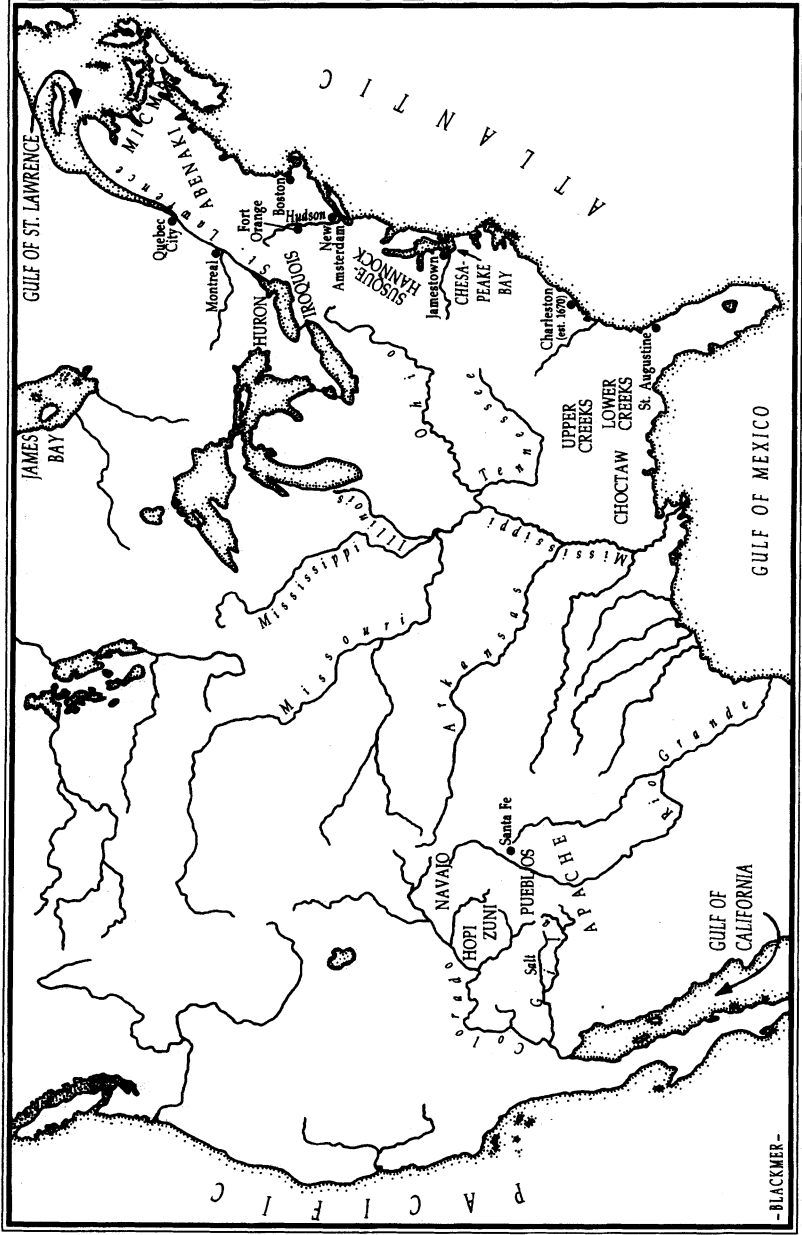 GULF OF ST. LAWRENCE
MICMAC
ABENAKI
St. Lawrence
Quebec
City
Montreal
Boston
Fort
Orange
Hudson
New
Amsterdam
ATLANTIC
HURON
IROQUOIS
SUSQUE-
HANNOCK
Jamestown
CHESA-
PEAKE
BAY
Charleston
(est. 1670)
St. Augustine
JAMES
BAY
Ohio
Tennessee
UPPER
CREEKS
LOWER
CREEKS
CHOCTAW
GULF OF MEXICO
Illinois
Mississippi
Mississippi
Missouri
Arkansas
Rio Grande
Santa Fe
NAVAJO
PUEBLOS
APACHE
HOPI
ZUNI
Salt
Gila
Colorado
GULF OF
CALIFORNIA
PACIFIC
-BLACKMER-